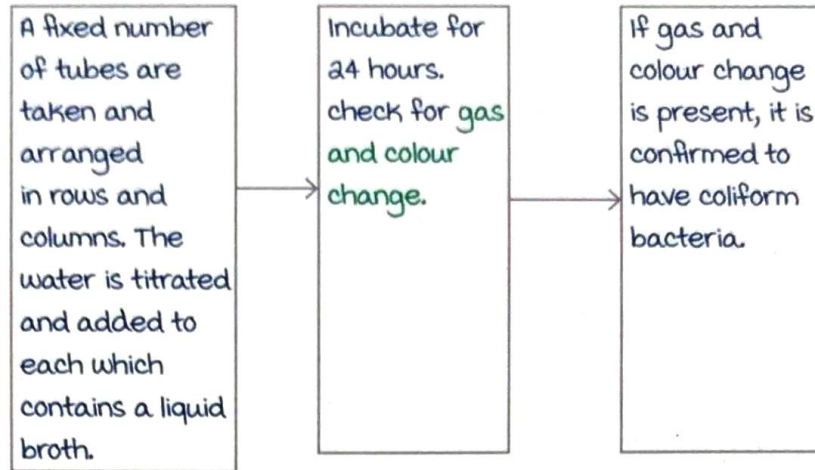 A fixed number
of tubes are
taken and
arranged
in rows and
columns. The
water is titrated
and added to
each which
contains a liquid
broth.
Incubate for
24 hours.
check for gas
and colour
change.
If gas and
colour change
is present, it is
confirmed to
have coliform
bacteria.